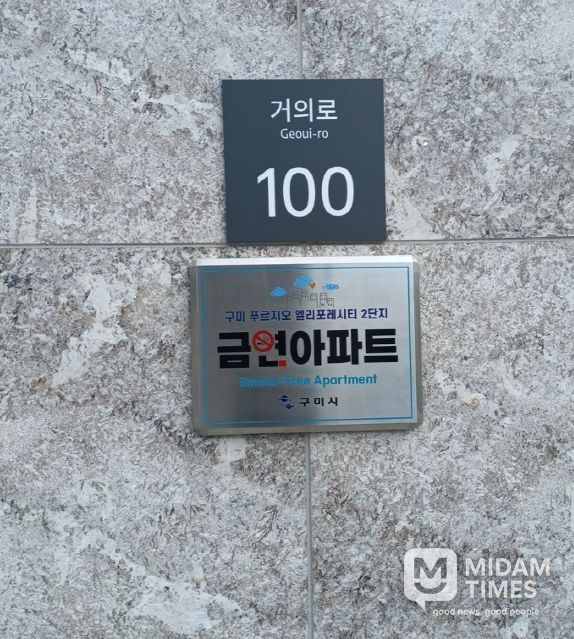 거의로
Geoui-ro
100
구미 푸르지오 엘리포레시티 2단지
금연아파트
Smoke-Free Apartment
구미시
MIDAM
TIMES
good news, good people